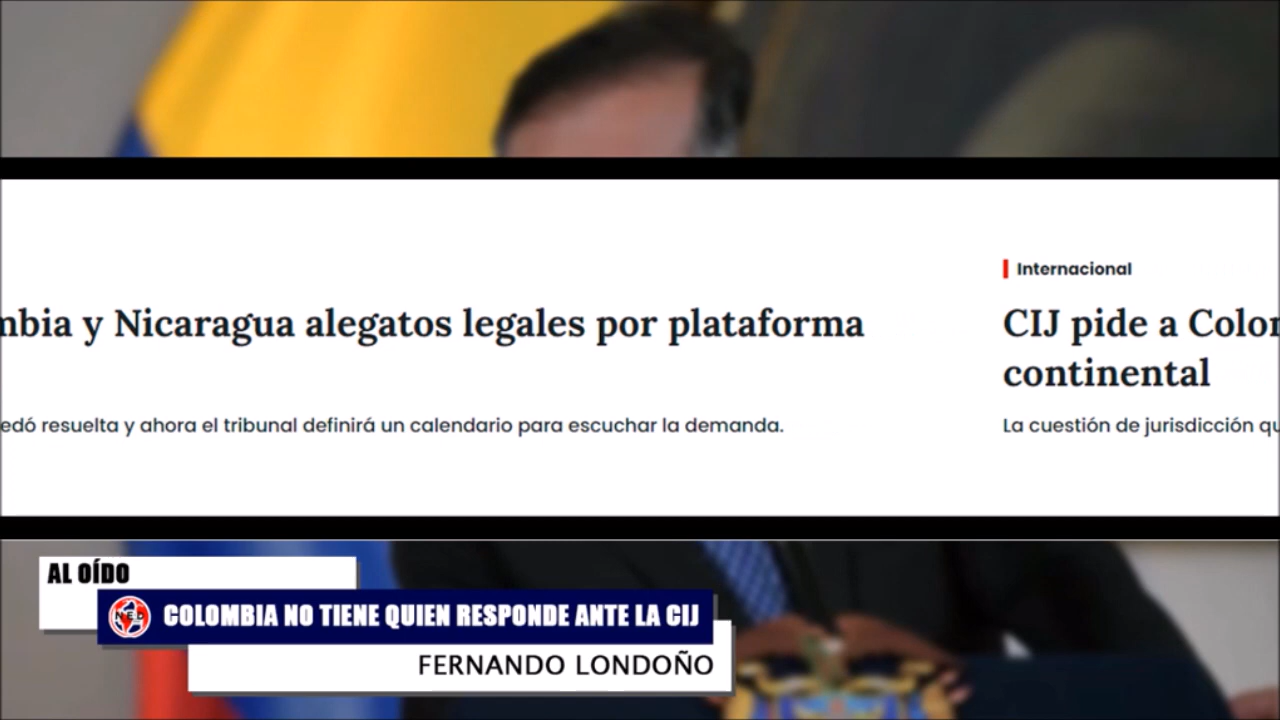 Internacional
mbia y Nicaragua alegatos legales por plataforma
CIJ pide a Colom
continental
edó resuelta y ahora el tribunal definirá un calendario para escuchar la demanda.
La cuestión de jurisdicción qu
AL OÍDO
COLOMBIA NO TIENE QUIEN RESPONDE ANTE LA CIJ
FERNANDO LONDOÑO